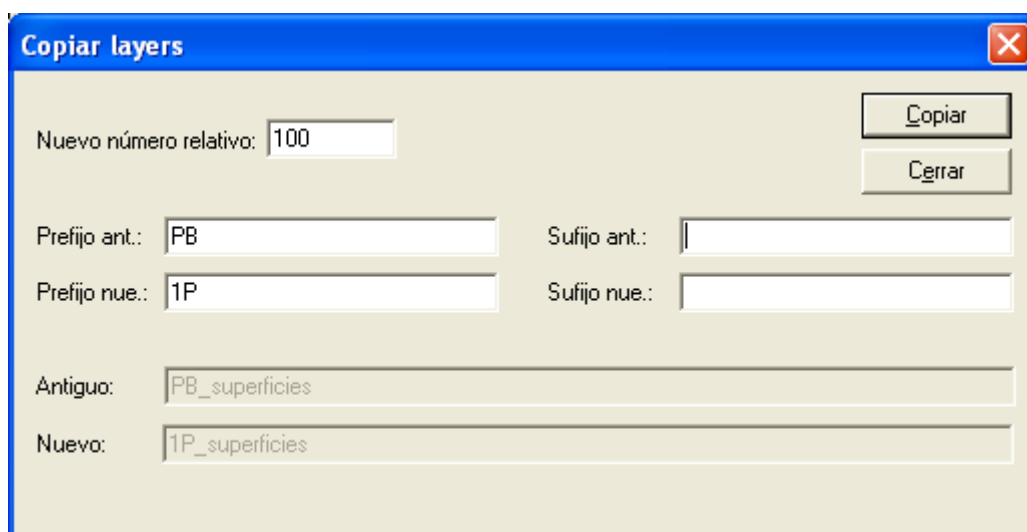 Copiar layers
Nuevo número relativo: 100
Copiar
Cerrar
Prefijo ant.: PB
Sufijo ant.:
Prefijo nue.: 1P
Sufijo nue.:
Antiguo: PB_superficies
Nuevo: 1P_superficies